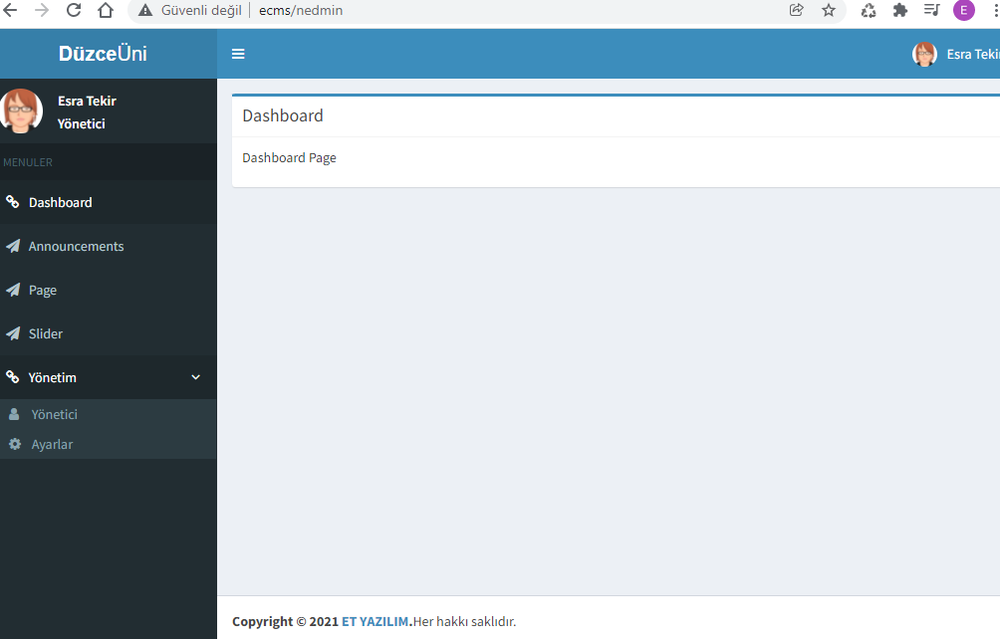 Güvenli değil | ecms/nedmin
E
DüzceÜni
Esra Teki
Esra Tekir
Yönetici
MENULER
Dashboard
Announcements
Page
Slider
Yönetim
Yönetici
Ayarlar
Dashboard
Dashboard Page
Copyright © 2021 ET YAZILIM.Her hakkı saklıdır.